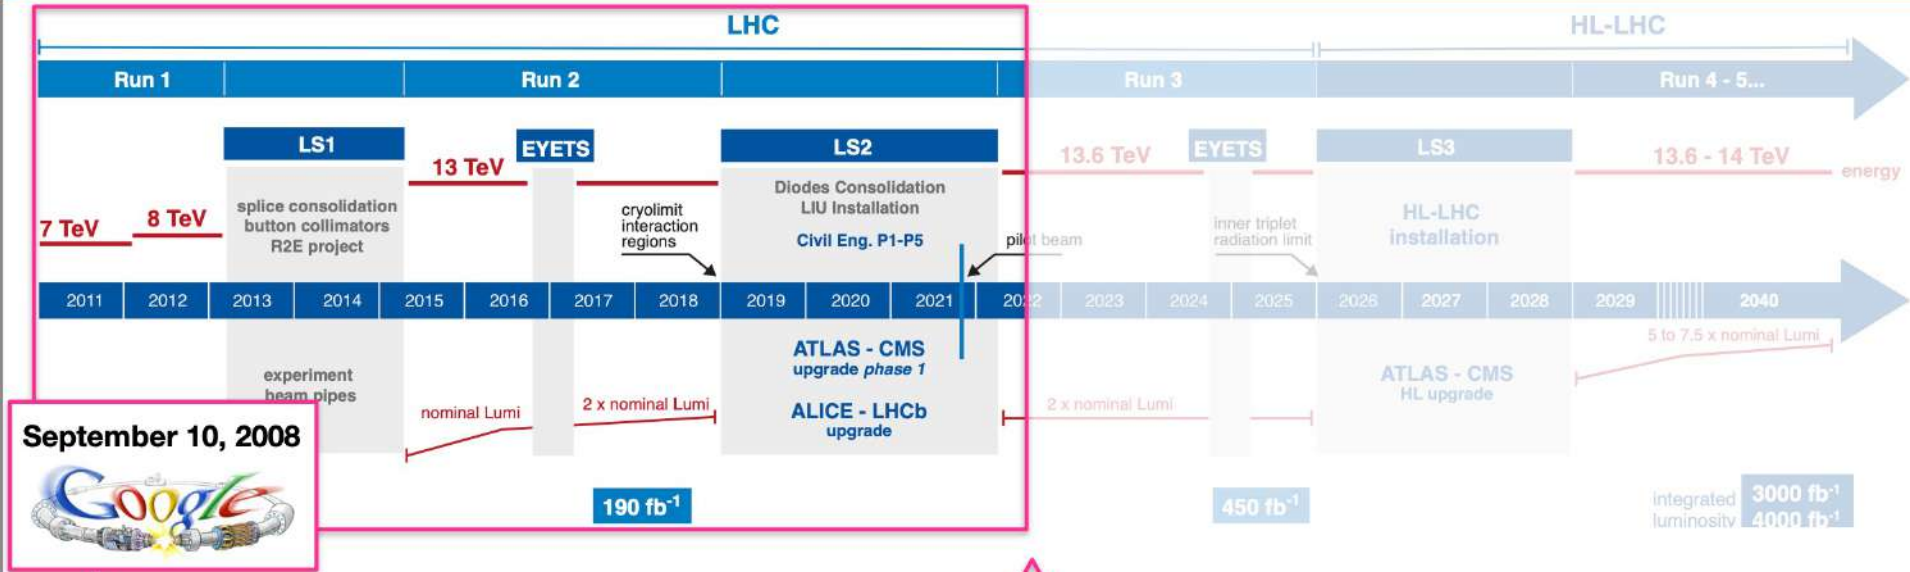 LHC
HL-LHC
Run 1
Run 2
Run 3
Run 4 - 5...
LS1
EYETS
LS2
EYETS
LS3
13 TeV
13.6 TeV
13.6 - 14 TeV
energy
7 TeV
8 TeV
splice consolidation
button collimators
R2E project
cryolimit
interaction
regions
Diodes Consolidation
LIU Installation
Civil Eng. P1-P5
pilot beam
inner triplet
radiation limit
HL-LHC
installation
2011 2012 2013 2014 2015 2016 2017 2018 2019 2020 2021 2022 2023 2024 2025 2026 2027 2028 2029 2040
5 to 7.5 x nominal Lumi
experiment
beam pipes
nominal Lumi
2 x nominal Lumi
ATLAS - CMS
upgrade phase 1
ALICE - LHCb
upgrade
2 x nominal Lumi
ATLAS - CMS
HL upgrade
September 10, 2008
Google
190 fb-1
450 fb-1
integrated
luminosity
3000 fb-1
4000 fb-1